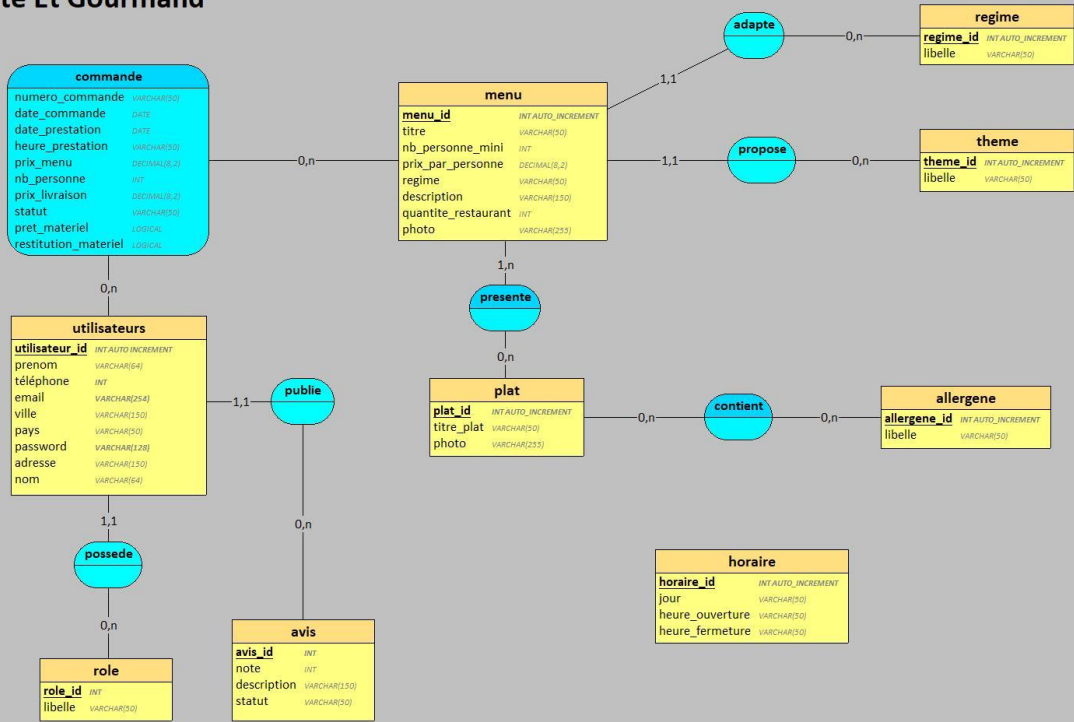 te Et Gourmand
adapte
0,n
regime
regime_id INT AUTO_INCREMENT
libelle VARCHAR(50)
1,1
commande
numero_commande VARCHAR(50)
date_commande DATE
date_prestation DATE
heure_prestation VARCHAR(50)
prix_menu DECIMAL(8,2)
nb_personne INT
prix_livraison DECIMAL(8,2)
statut VARCHAR(50)
pret_materiel LOGICAL
restitution_materiel LOGICAL
0,n
menu
menu_id INT AUTO_INCREMENT
titre VARCHAR(50)
nb_personne_mini INT
prix_par_personne DECIMAL(8,2)
regime VARCHAR(50)
description VARCHAR(150)
quantite_restaurant INT
photo VARCHAR(255)
1,1
propose
0,n
theme
theme_id INT AUTO_INCREMENT
libelle VARCHAR(50)
0,n
1,n
presente
0,n
utilisateurs
utilisateur_id INT AUTO INCREMENT
prenom VARCHAR(64)
téléphone INT
email VARCHAR(254)
ville VARCHAR(150)
pays VARCHAR(50)
password VARCHAR(128)
adresse VARCHAR(150)
nom VARCHAR(64)
1,1
publie
plat
plat_id INT AUTO_INCREMENT
titre_plat VARCHAR(50)
photo VARCHAR(255)
0,n
contient
0,n
allergene
allergene_id INT AUTO_INCREMENT
libelle VARCHAR(50)
1,1
possede
0,n
0,n
horaire
horaire_id INT AUTO_INCREMENT
jour VARCHAR(50)
heure_ouverture VARCHAR(50)
heure_fermeture VARCHAR(50)
role
role_id INT
libelle VARCHAR(50)
avis
avis_id INT
note INT
description VARCHAR(150)
statut VARCHAR(50)